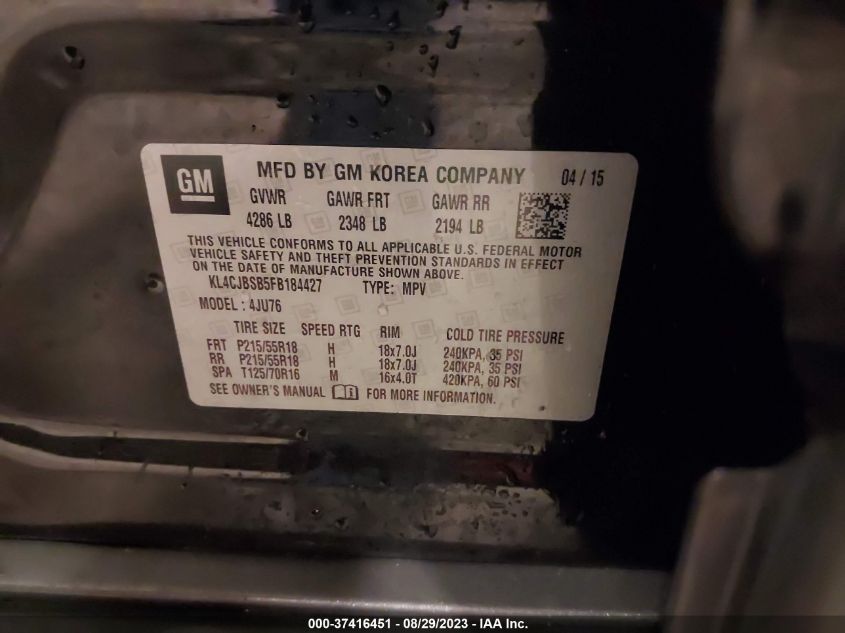 GM
MFD BY GM KOREA COMPANY 04 / 15
GVWR GAWR FRT GAWR RR
4286 LB 2348 LB 2194 LB
THIS VEHICLE CONFORMS TO ALL APPLICABLE U.S. FEDERAL MOTOR
VEHICLE SAFETY AND THEFT PREVENTION STANDARDS IN EFFECT
ON THE DATE OF MANUFACTURE SHOWN ABOVE.
KL4CJBSB5FB184427 TYPE: MPV
MODEL : 4JU76
TIRE SIZE SPEED RTG RIM COLD TIRE PRESSURE
FRT P215/55R18 H 18x7.0J 240KPA, 35 PSI
RR P215/55R18 H 18x7.0J 240KPA, 35 PSI
SPA T125/70R16 M 16x4.0T 420KPA, 60 PSI
SEE OWNER'S MANUAL FOR MORE INFORMATION.
000-37416451 - 08/29/2023 - IAA Inc.